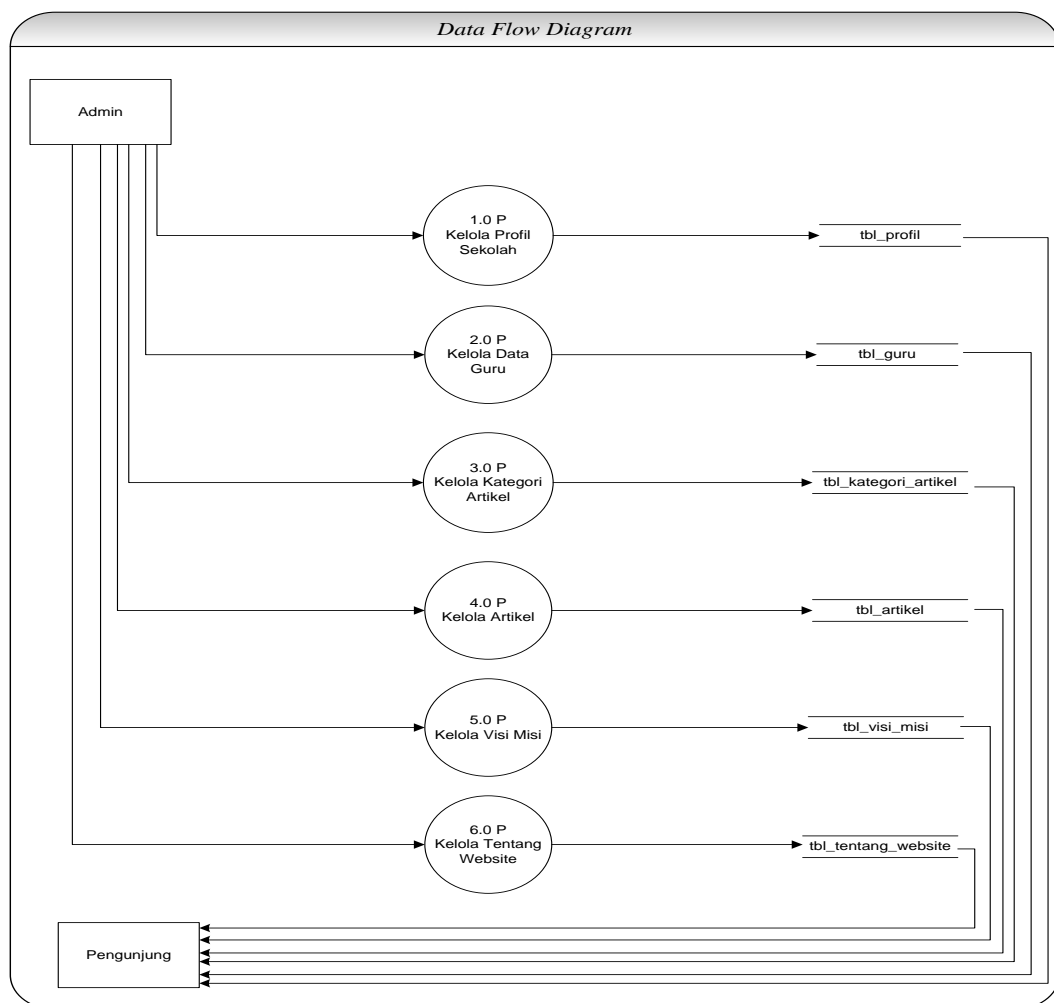 Data Flow Diagram
Admin
1.0 P
Kelola Profil
Sekolah
tbl_profil
2.0 P
Kelola Data
Guru
tbl_guru
3.0 P
Kelola Kategori
Artikel
tbl_kategori_artikel
4.0 P
Kelola Artikel
tbl_artikel
5.0 P
Kelola Visi Misi
tbl_visi_misi
6.0 P
Kelola Tentang
Website
tbl_tentang_website
Pengunjung